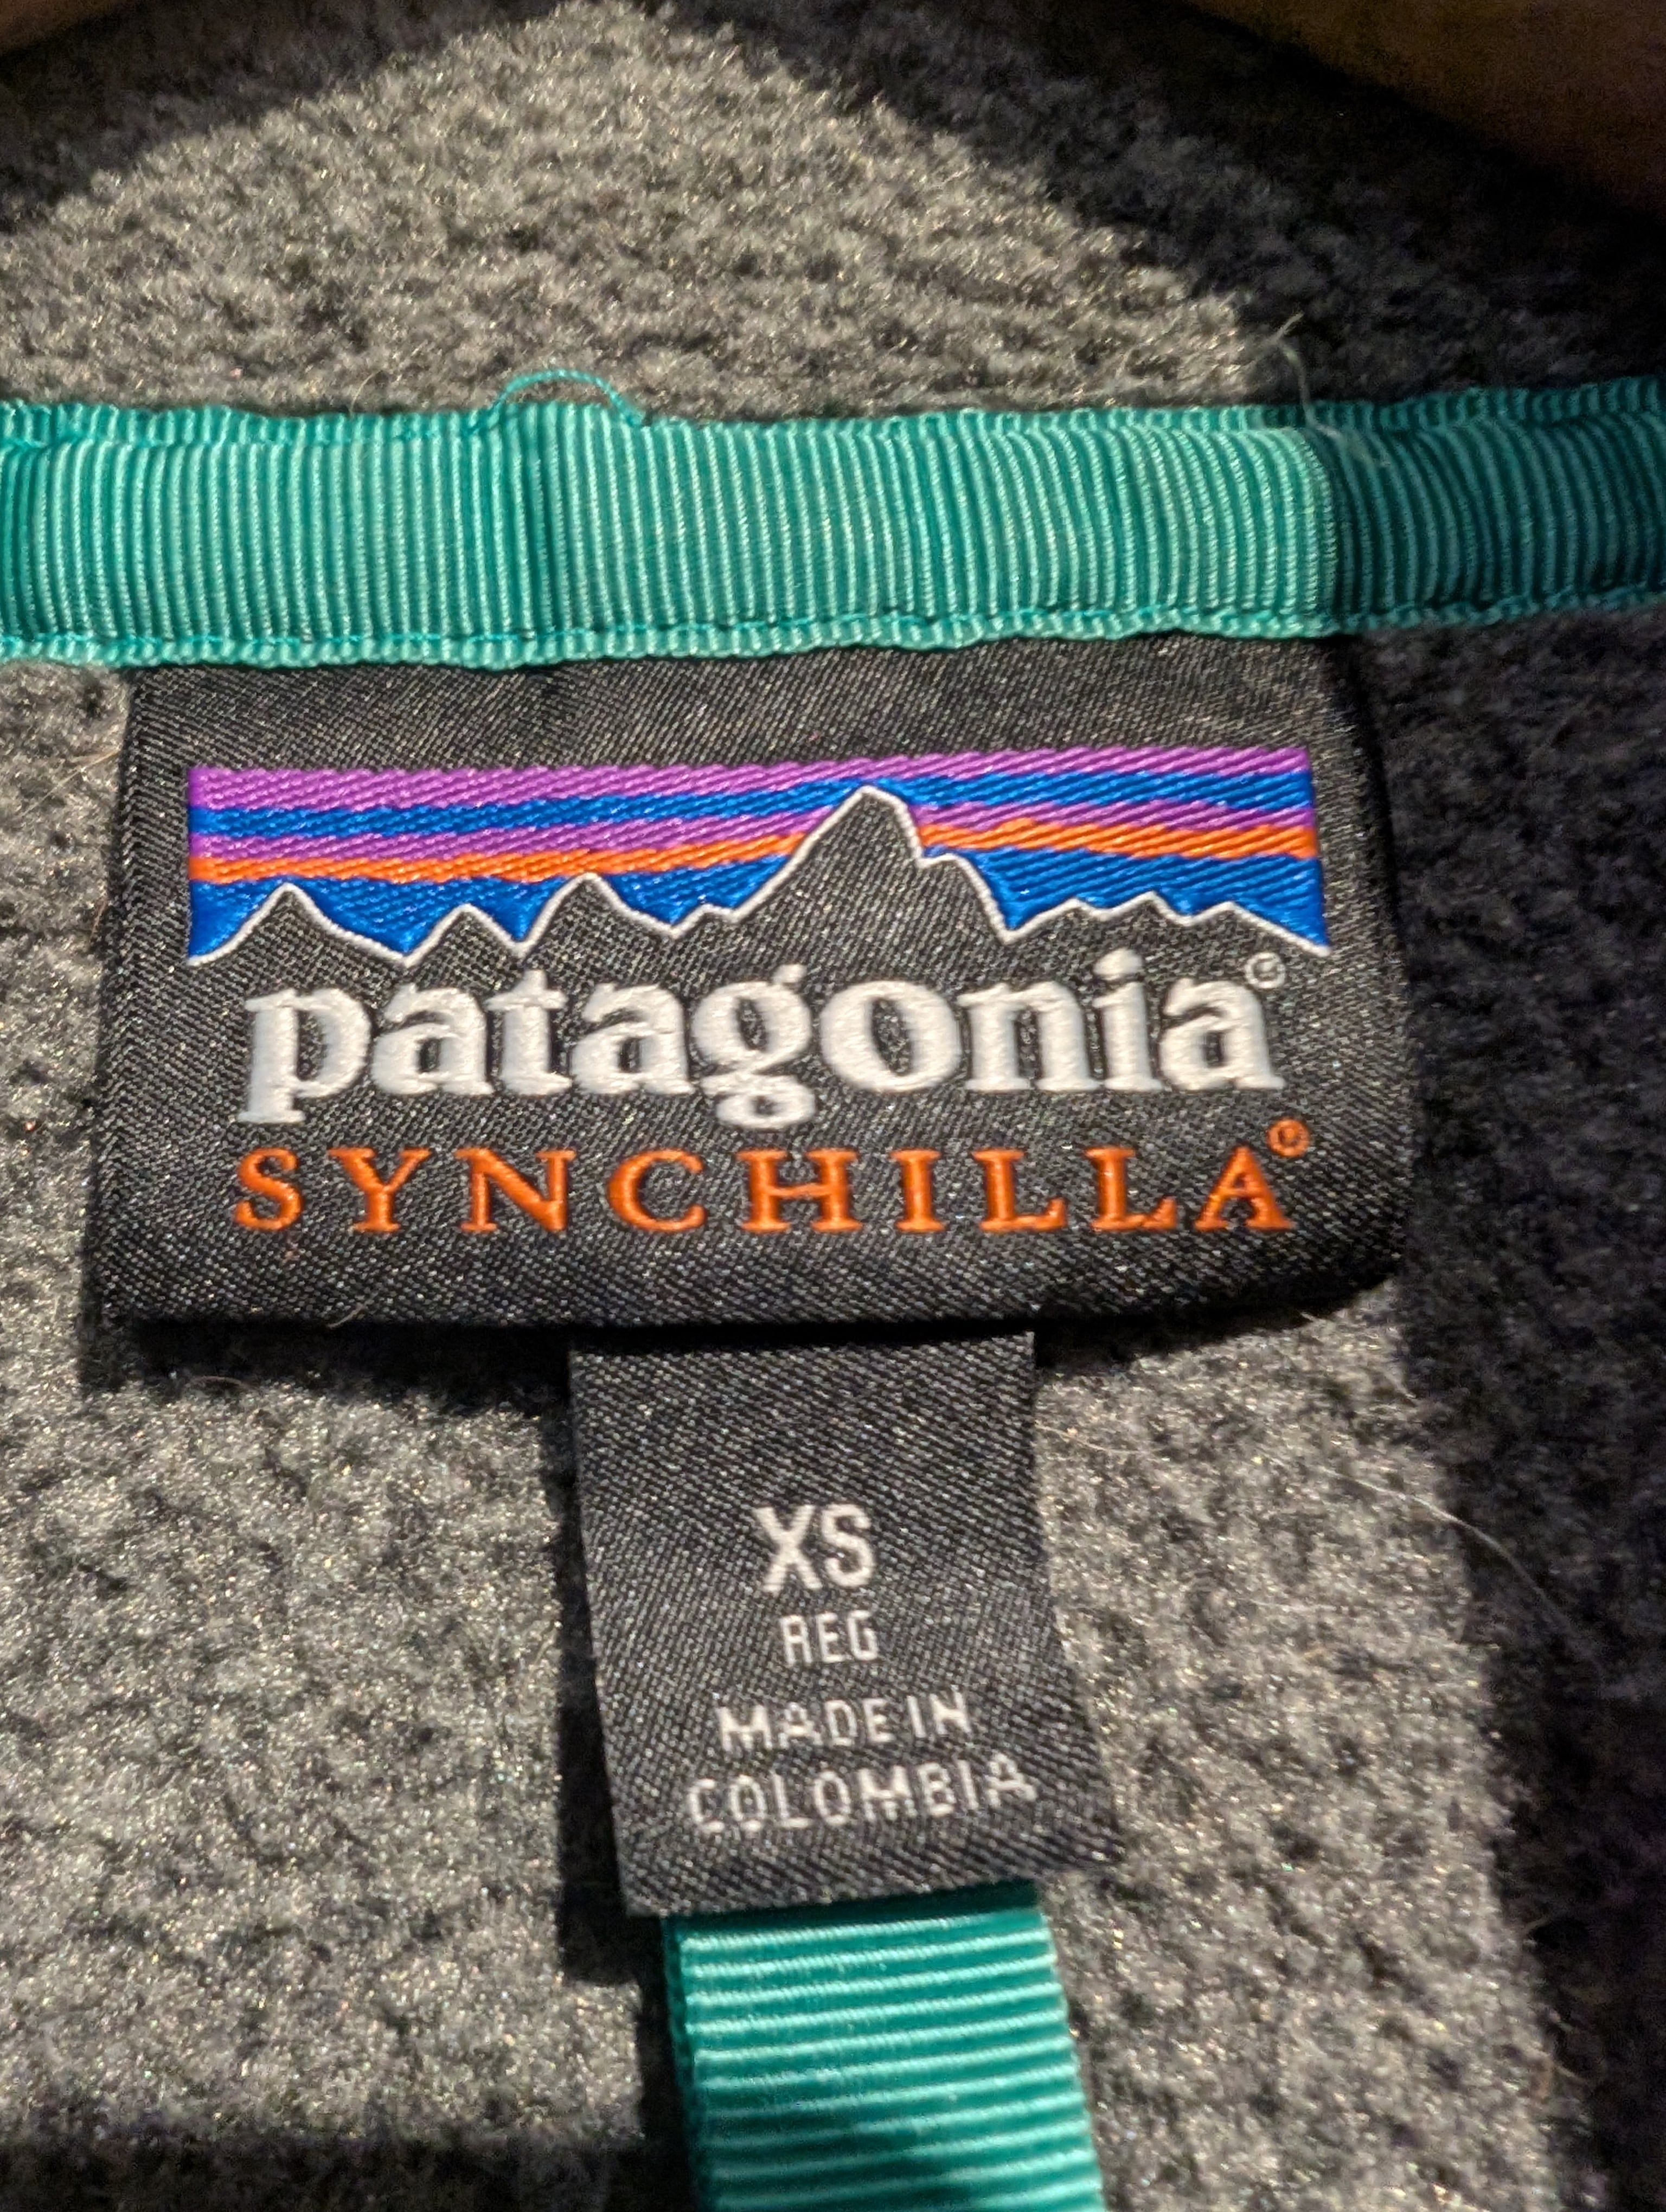 patagonia®
SYNCHILLA®
XS
REG
MADE IN
COLOMBIA